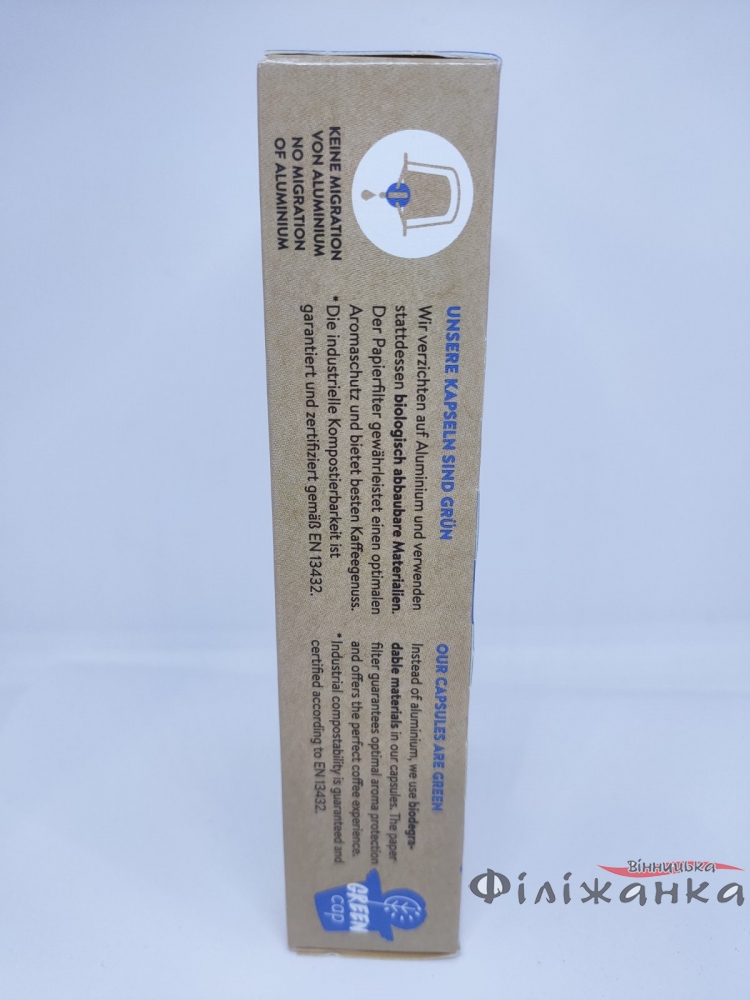 KEINE MIGRATION
VON ALUMINIUM
NO MIGRATION
OF ALUMINIUM
UNSERE KAPSELN SIND GRÜN
Wir verzichten auf Aluminium und verwenden
stattdessen biologisch abbaubare Materialien.
Der Papierfilter gewährleistet einen optimalen
Aromaschutz und bietet besten Kaffeegenuss.
* Die industrielle Kompostierbarkeit ist
garantiert und zertifiziert gemäß EN 13432.
OUR CAPSULES ARE GREEN
Instead of aluminium, we use biodegra-
dable materials in our capsules. The paper
filter guarantees optimal aroma protection
and offers the perfect coffee experience.
* Industrial compostability is guaranteed and
certified according to EN 13432.
GREEN
cap
Вінницька
Філіжанка